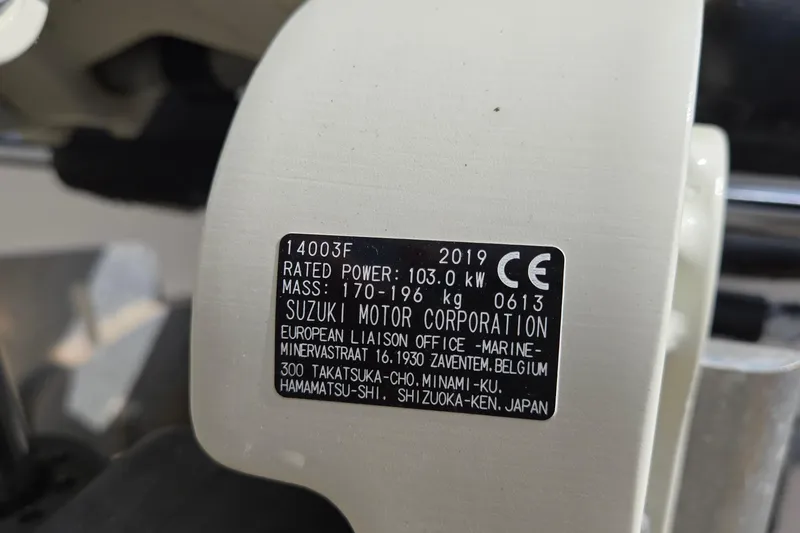 14003F 2019 CE
RATED POWER: 103.0 kW
MASS: 170-196 kg 0613
SUZUKI MOTOR CORPORATION
EUROPEAN LIAISON OFFICE -MARINE-
MINERVASTRAAT 16.1930 ZAVENTEM.BELGIUM
300 TAKATSUKA-CHO.MINAMI-KU.
HAMAMATSU-SHI. SHIZUOKA-KEN.JAPAN